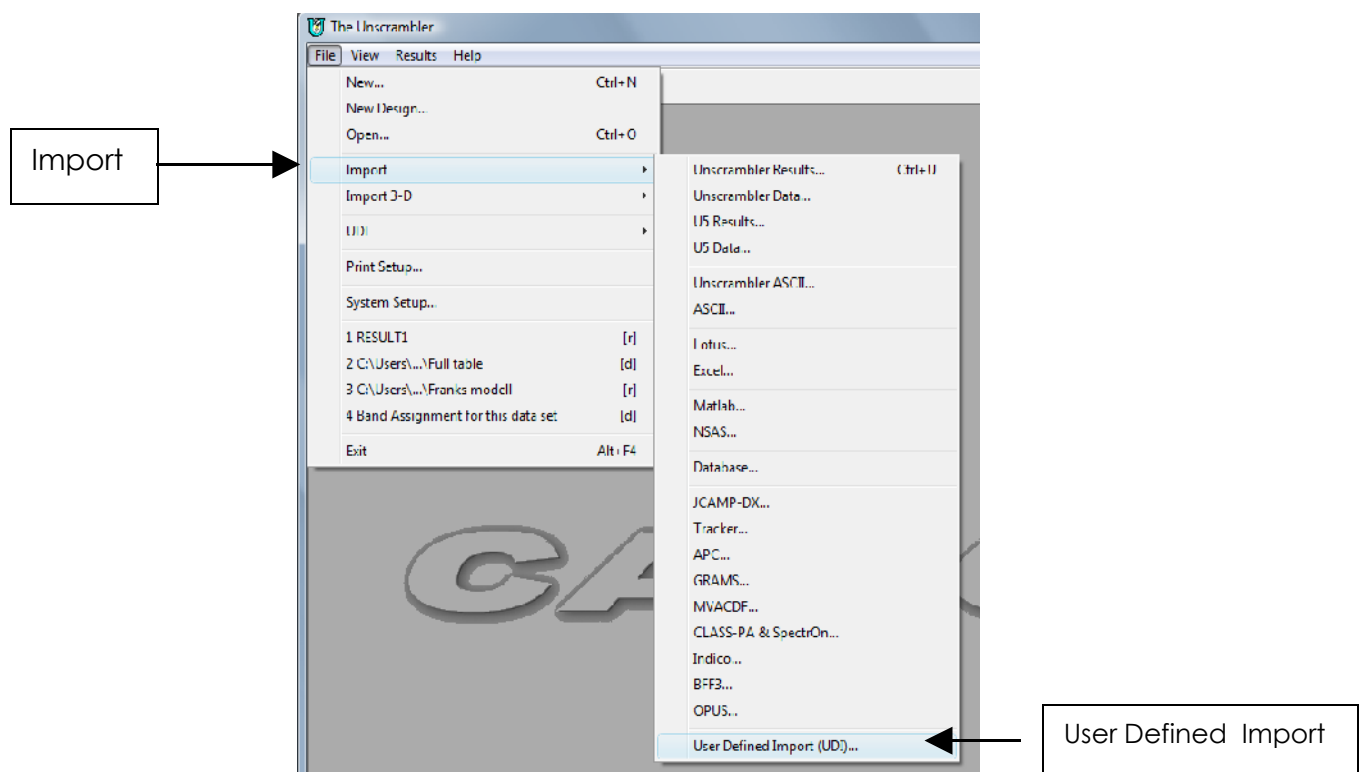 The Unscrambler
File View Results Help
New... Ctrl+N
New Design...
Open... Ctrl+O
Import
Import 3-D
UDI
Print Setup...
System Setup...
1 RESULT1 [r]
2 C:\Users\...\Full table [d]
3 C:\Users\...\Franks modell [r]
4 Band Assignment for this data set [d]
Exit Alt+F4
Import
Unscrambler Results... Ctrl+U
Unscrambler Data...
U5 Results...
U5 Data...
Unscrambler ASCII...
ASCII...
Lotus...
Excel...
Matlab...
NSAS...
Database...
JCAMP-DX...
Tracker...
APC...
GRAMS...
MVACDF...
CLASS-PA & SpectrOn...
Indico...
BFF3...
OPUS...
User Defined Import (UDI)...
User Defined Import